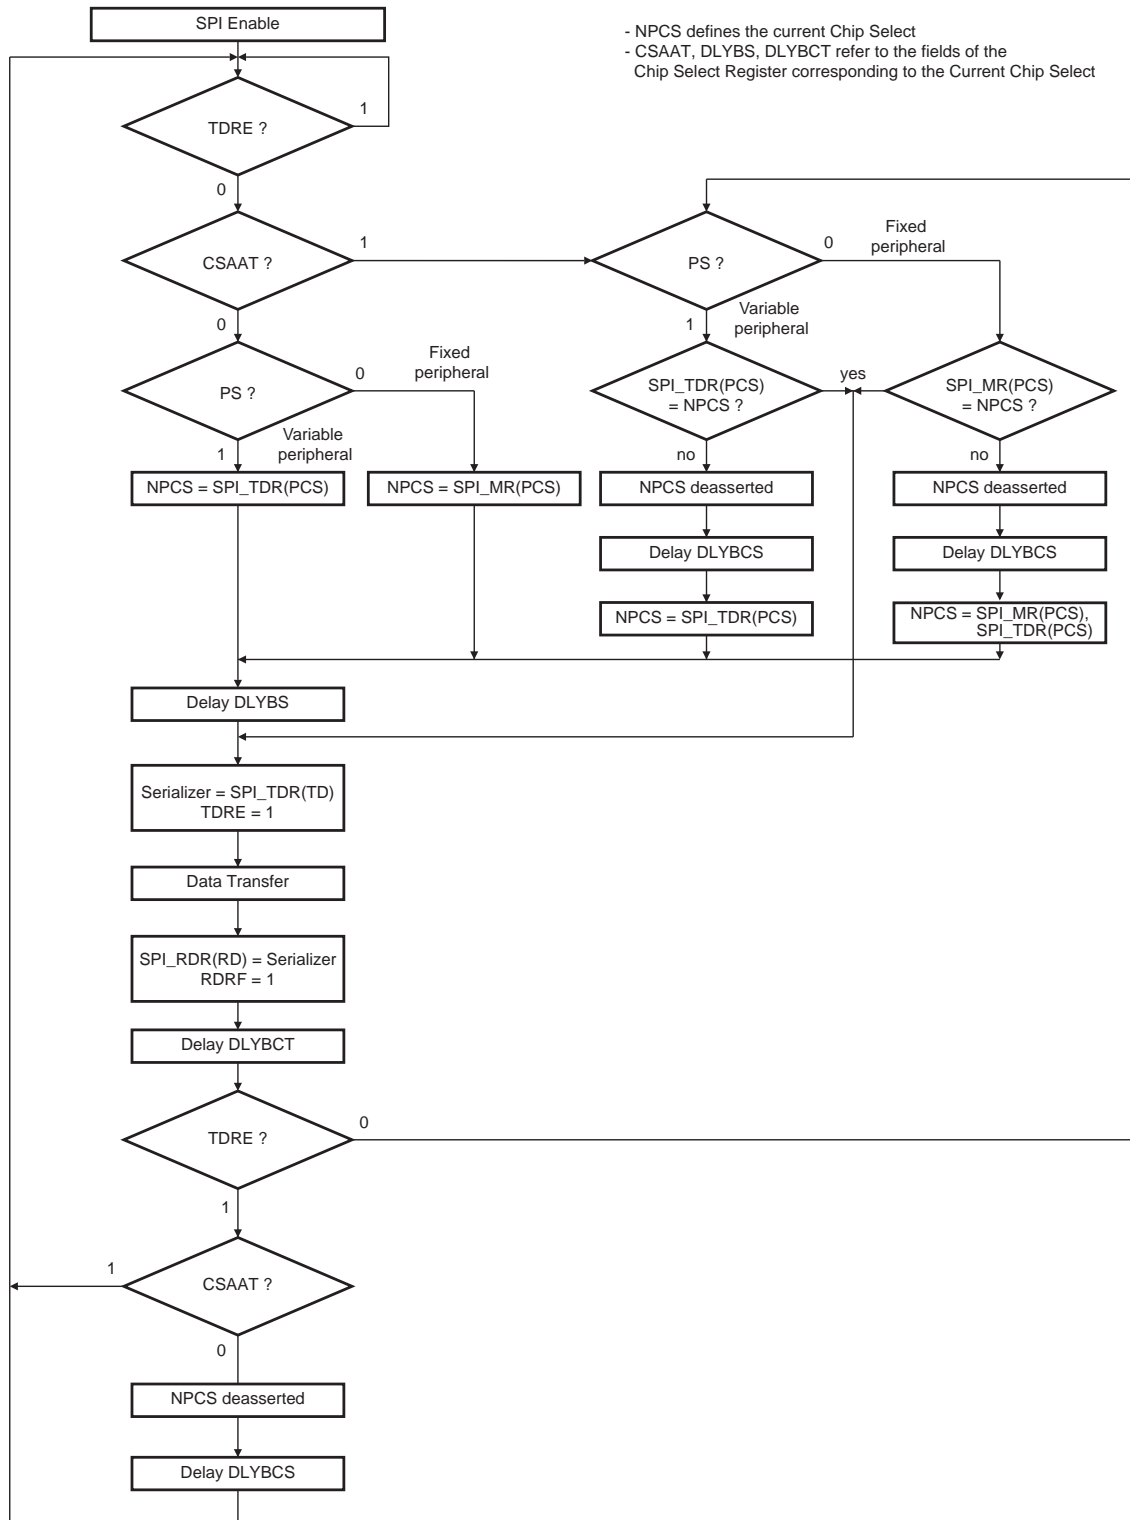 SPI Enable
- NPCS defines the current Chip Select
- CSAAT, DLYBS, DLYBCT refer to the fields of the
Chip Select Register corresponding to the Current Chip Select
TDRE ?
1
0
CSAAT ?
1
0
PS ?
0
Fixed
peripheral
1
Variable
peripheral
NPCS = SPI_TDR(PCS)
NPCS = SPI_MR(PCS)
PS ?
0
Fixed
peripheral
1
Variable
peripheral
SPI_TDR(PCS)
= NPCS ?
yes
SPI_MR(PCS)
= NPCS ?
no
no
NPCS deasserted
NPCS deasserted
Delay DLYBCS
Delay DLYBCS
NPCS = SPI_TDR(PCS)
NPCS = SPI_MR(PCS),
SPI_TDR(PCS)
Delay DLYBS
Serializer = SPI_TDR(TD)
TDRE = 1
Data Transfer
SPI_RDR(RD) = Serializer
RDRF = 1
Delay DLYBCT
TDRE ?
0
1
CSAAT ?
1
0
NPCS deasserted
Delay DLYBCS